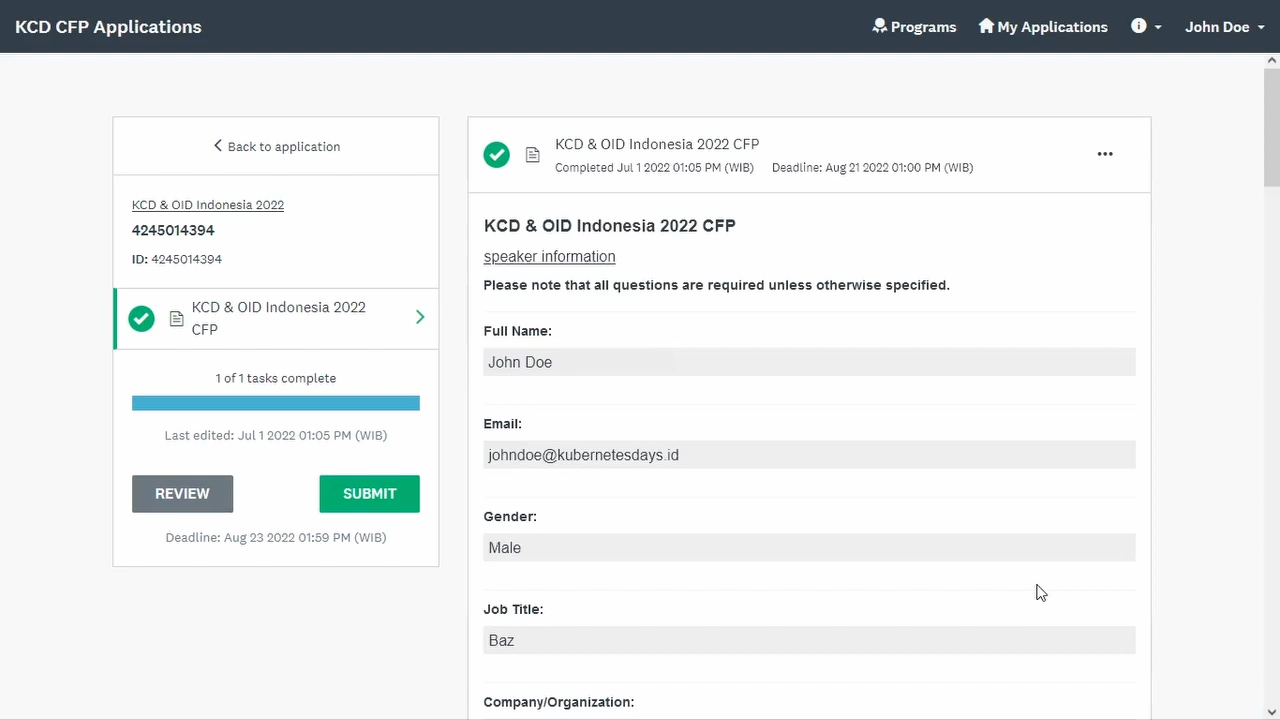 KCD CFP Applications
Programs
My Applications
John Doe
Back to application
KCD & OID Indonesia 2022
4245014394
ID: 4245014394
KCD & OID Indonesia 2022
CFP
1 of 1 tasks complete
Last edited: Jul 1 2022 01:05 PM (WIB)
REVIEW
SUBMIT
Deadline: Aug 23 2022 01:59 PM (WIB)
KCD & OID Indonesia 2022 CFP
Completed Jul 1 2022 01:05 PM (WIB) Deadline: Aug 21 2022 01:00 PM (WIB)
KCD & OID Indonesia 2022 CFP
speaker information
Please note that all questions are required unless otherwise specified.
Full Name:
John Doe
Email:
johndoe@kubernetesdays.id
Gender:
Male
Job Title:
Baz
Company/Organization: